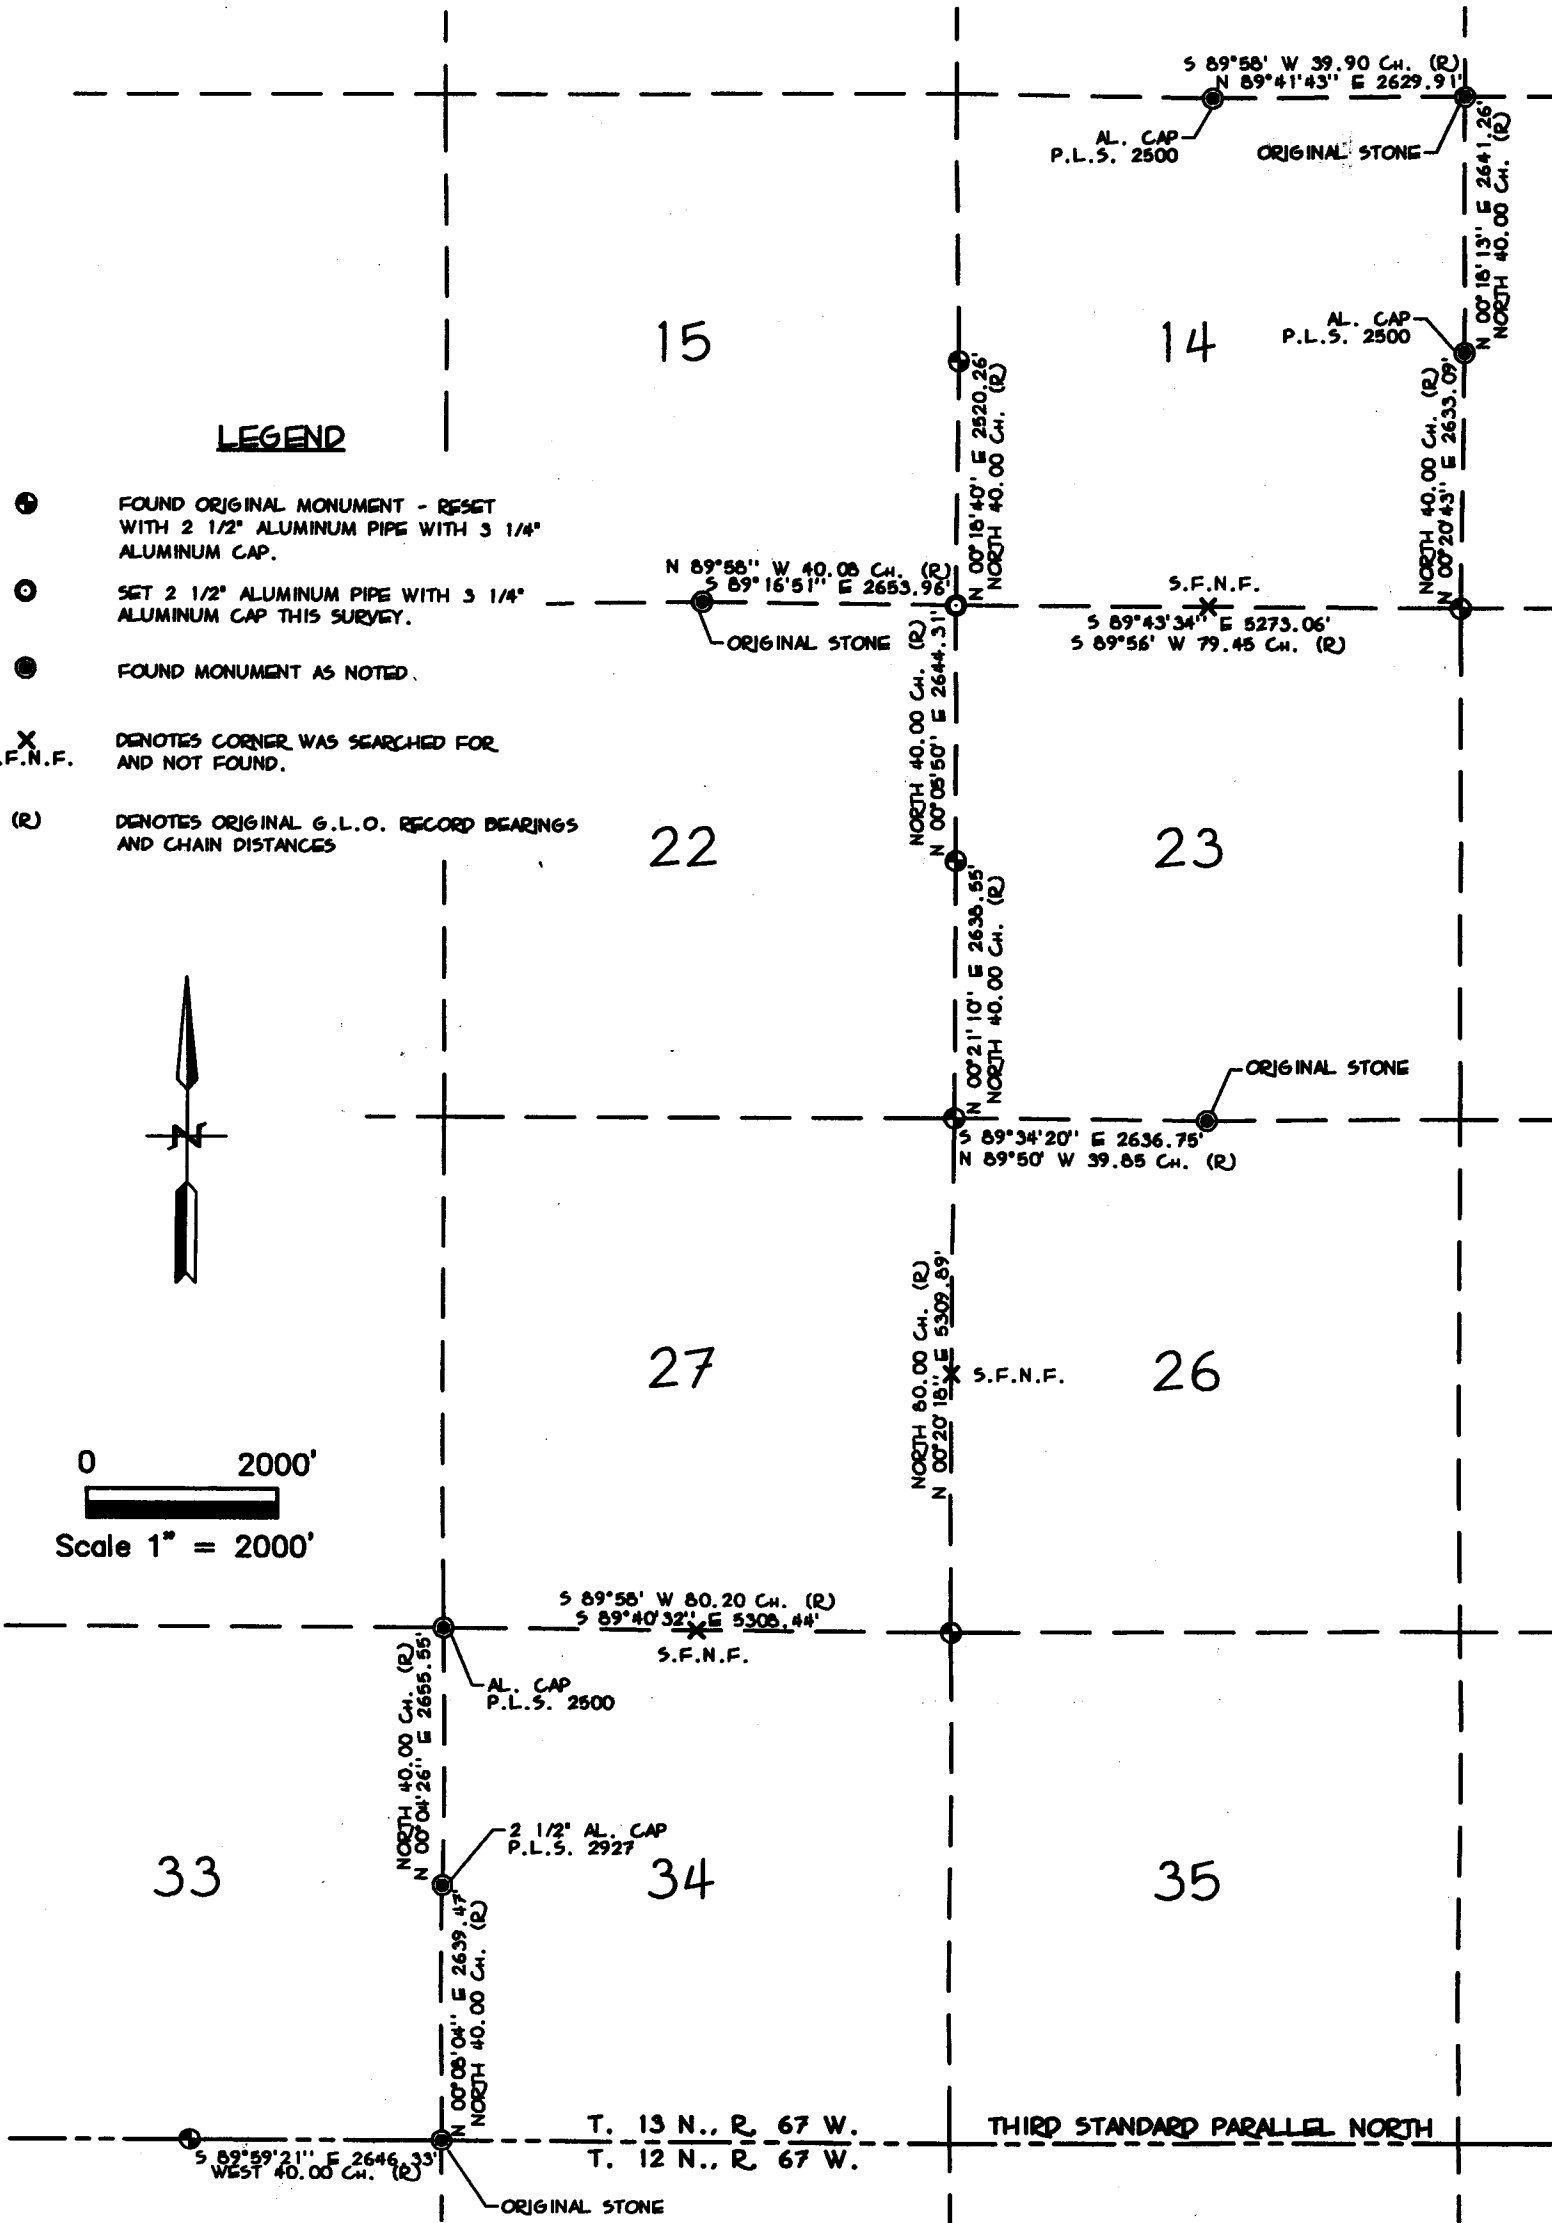 S 89°58' W 39.90 CH. (R)
N 89°41'43" E 2629.91'
AL. CAP
P.L.S. 2500
ORIGINAL STONE
N 00°18'13" E 2641.26'
NORTH 40.00 CH. (R)
15
14
AL. CAP
P.L.S. 2500
N 00°18'40" E 2520.26'
NORTH 40.00 CH. (R)
NORTH 40.00 CH. (R)
N 00°20'43" E 2633.09'
LEGEND
FOUND ORIGINAL MONUMENT - RESET
WITH 2 1/2" ALUMINUM PIPE WITH 3 1/4"
ALUMINUM CAP.
SET 2 1/2" ALUMINUM PIPE WITH 3 1/4"
ALUMINUM CAP THIS SURVEY.
FOUND MONUMENT AS NOTED.
.F.N.F.
DENOTES CORNER WAS SEARCHED FOR
AND NOT FOUND.
(R)
DENOTES ORIGINAL G.L.O. RECORD BEARINGS
AND CHAIN DISTANCES
N 89°58" W 40.08 CH. (R)
S 89°16'51" E 2653.96'
ORIGINAL STONE
S.F.N.F.
S 89°43'34" E 5273.06'
S 89°56' W 79.45 CH. (R)
NORTH 40.00 CH. (R)
N 00°05'50" E 2644.31'
22
23
N 00°21'10" E 2638.55'
NORTH 40.00 CH. (R)
N
ORIGINAL STONE
S 89°34'20" E 2636.75'
N 89°50' W 39.85 CH. (R)
NORTH 80.00 CH. (R)
N 00°20'18" E 5309.89'
S.F.N.F.
27
26
0 2000'
Scale 1" = 2000'
S 89°58' W 80.20 CH. (R)
S 89°40'32" E 5308.44'
S.F.N.F.
AL. CAP
P.L.S. 2500
NORTH 40.00 CH. (R)
N 00°04'26" E 2655.55'
2 1/2" AL. CAP
P.L.S. 2927
33
34
35
N 00°08'04" E 2639.47'
NORTH 40.00 CH. (R)
T. 13 N., R. 67 W.
THIRD STANDARD PARALLEL NORTH
T. 12 N., R. 67 W.
S 89°59'21" E 2646.33'
WEST 40.00 CH. (R)
ORIGINAL STONE